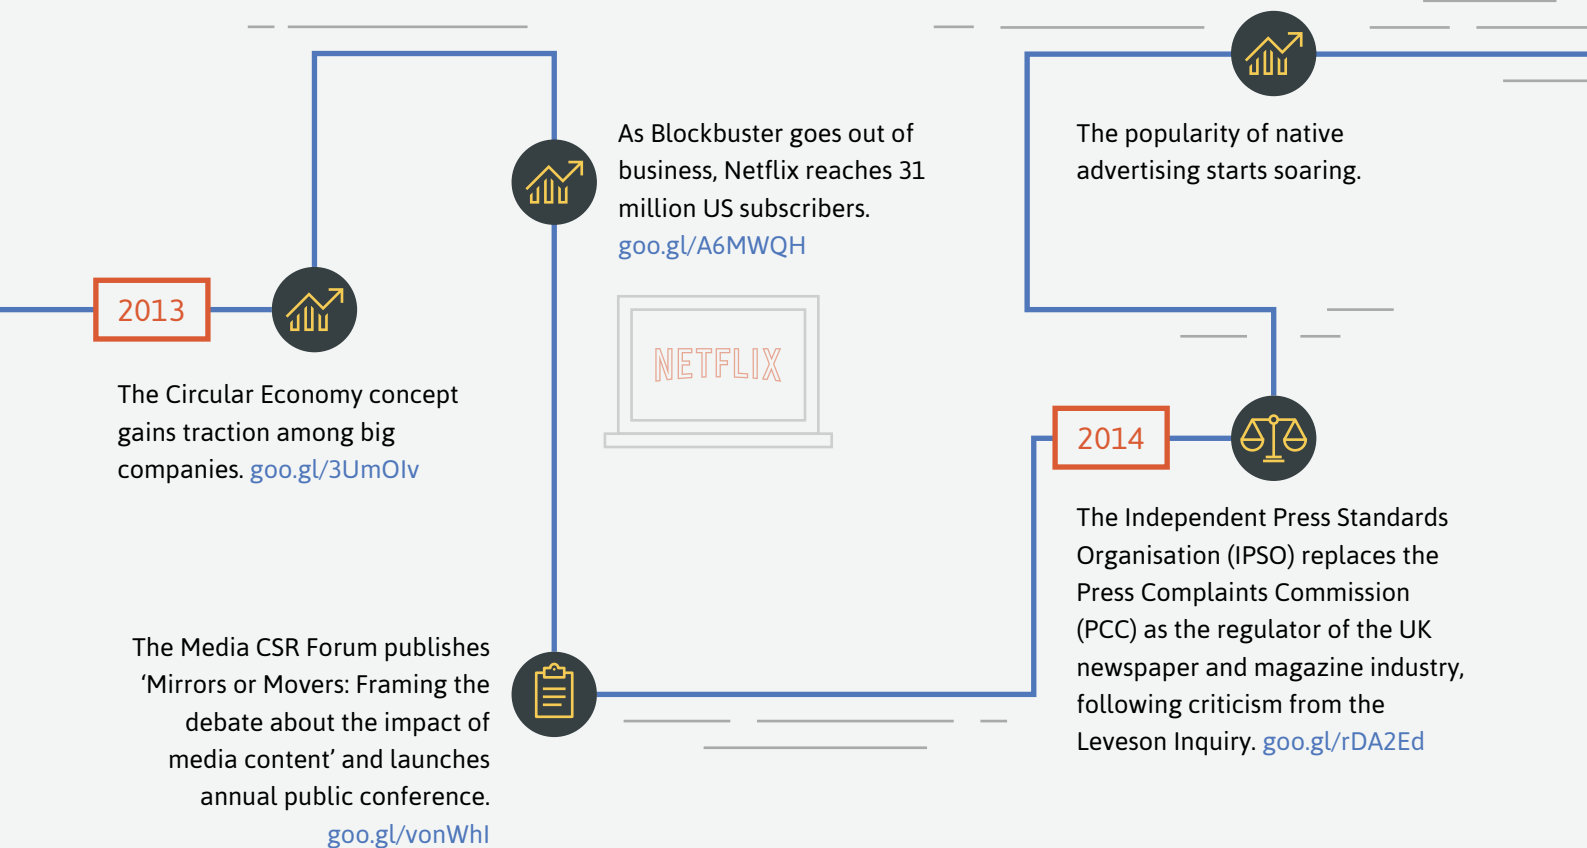 2013
The Circular Economy concept
gains traction among big
companies. goo.gl/3UmOIv
As Blockbuster goes out of
business, Netflix reaches 31
million US subscribers.
goo.gl/A6MWQH
NETFLIX
The Media CSR Forum publishes
‘Mirrors or Movers: Framing the
debate about the impact of
media content’ and launches
annual public conference.
goo.gl/vonWhI
2014
The Independent Press Standards
Organisation (IPSO) replaces the
Press Complaints Commission
(PCC) as the regulator of the UK
newspaper and magazine industry,
following criticism from the
Leveson Inquiry. goo.gl/rDA2Ed
The popularity of native
advertising starts soaring.